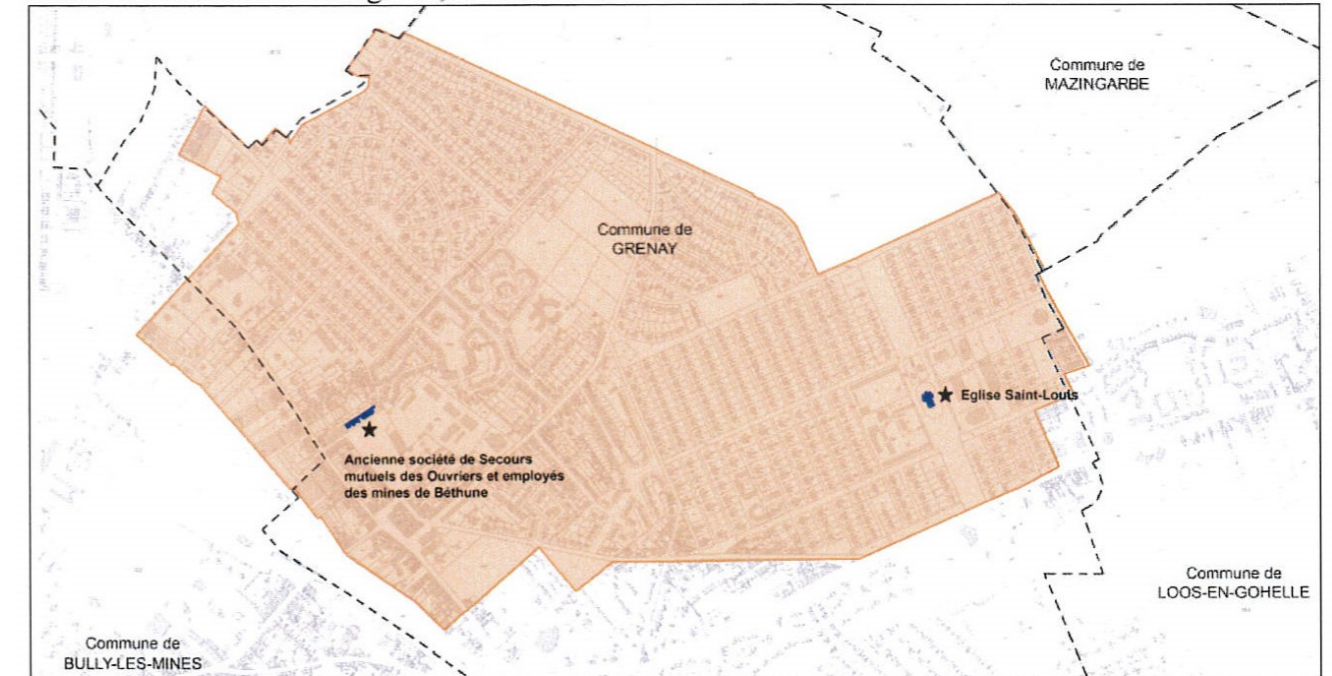 Commune de
MAZINGARBE
Commune de
GRENAY
Eglise Saint-Louis
Ancienne société de Secours
mutuels des Ouvriers et employés
des mines de Béthune
Commune de
LOOS-EN-GOHELLE
Commune de
BULLY-LES-MINES